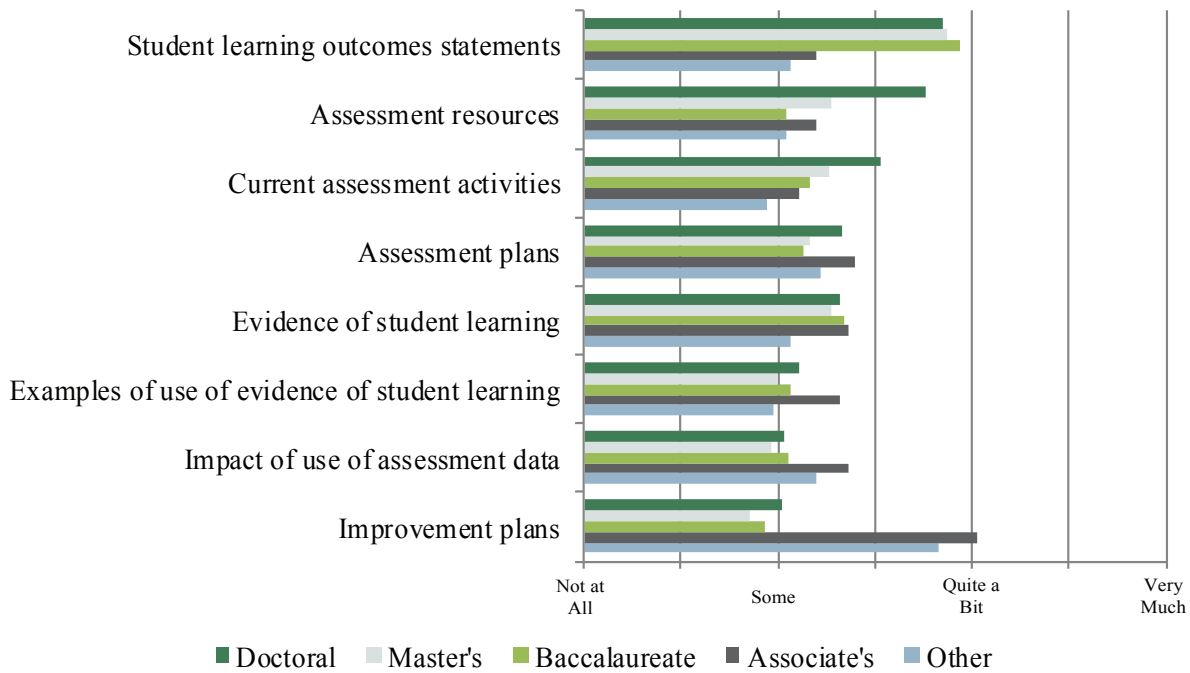 Student learning outcomes statements
Assessment resources
Current assessment activities
Assessment plans
Evidence of student learning
Examples of use of evidence of student learning
Impact of use of assessment data
Improvement plans
Not at All
Some
Quite a Bit
Very Much
Doctoral Master's Baccalaureate Associate's Other